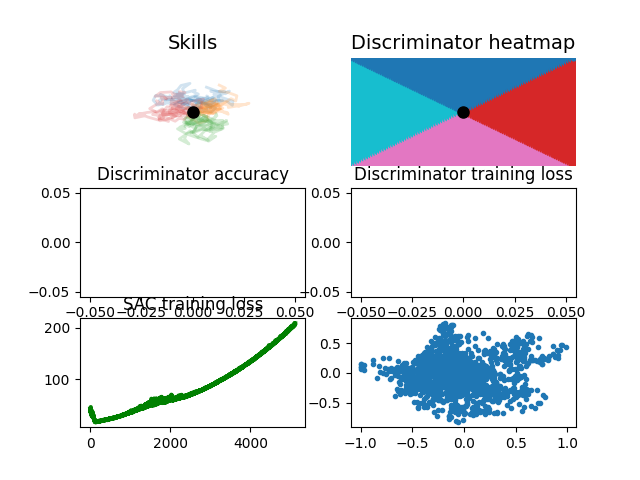 Skills
Discriminator heatmap
Discriminator accuracy
Discriminator training loss
0.05
0.00
−0.05
−0.050 −0.025 0.000 0.025 0.050
0.05
0.00
−0.05
−0.050 −0.025 0.000 0.025 0.050
SAC training loss
200
100
0 2000 4000
0.5
0.0
−0.5
−1.0 −0.5 0.0 0.5 1.0